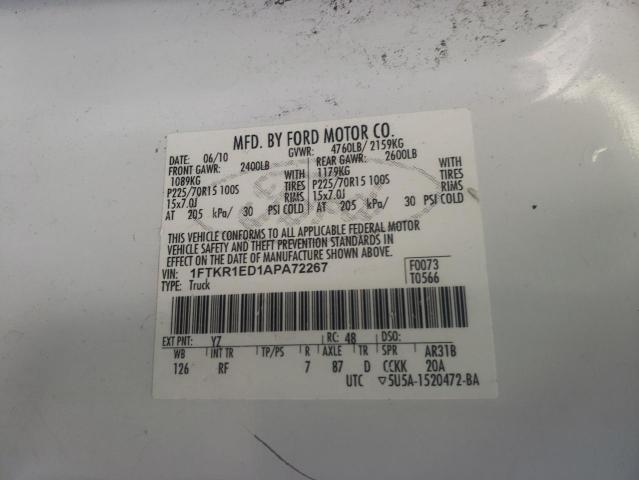 MFD. BY FORD MOTOR CO.
DATE: 06/10 GVWR: 4760LB/ 2159KG
FRONT GAWR: 2400LB REAR GAWR: 2600LB
1089KG WITH 1179KG WITH
P225/70R15 100S TIRES P225/70R15 100S TIRES
15x7.0J RIMS 15x7.0J RIMS
AT 205 kPa/ 30 PSI COLD AT 205 kPa/ 30 PSI COLD
THIS VEHICLE CONFORMS TO ALL APPLICABLE FEDERAL MOTOR
VEHICLE SAFETY AND THEFT PREVENTION STANDARDS IN
EFFECT ON THE DATE OF MANUFACTURE SHOWN ABOVE.
VIN: 1FTKR1ED1APA72267 F0073
TYPE: Truck T0566
EXT PNT: YZ RC: 48 DSO:
WB INT TR TP/PS R AXLE TR SPR AR31B
126 RF 7 87 D CCKK 20A
UTC ▽5U5A-1520472-BA